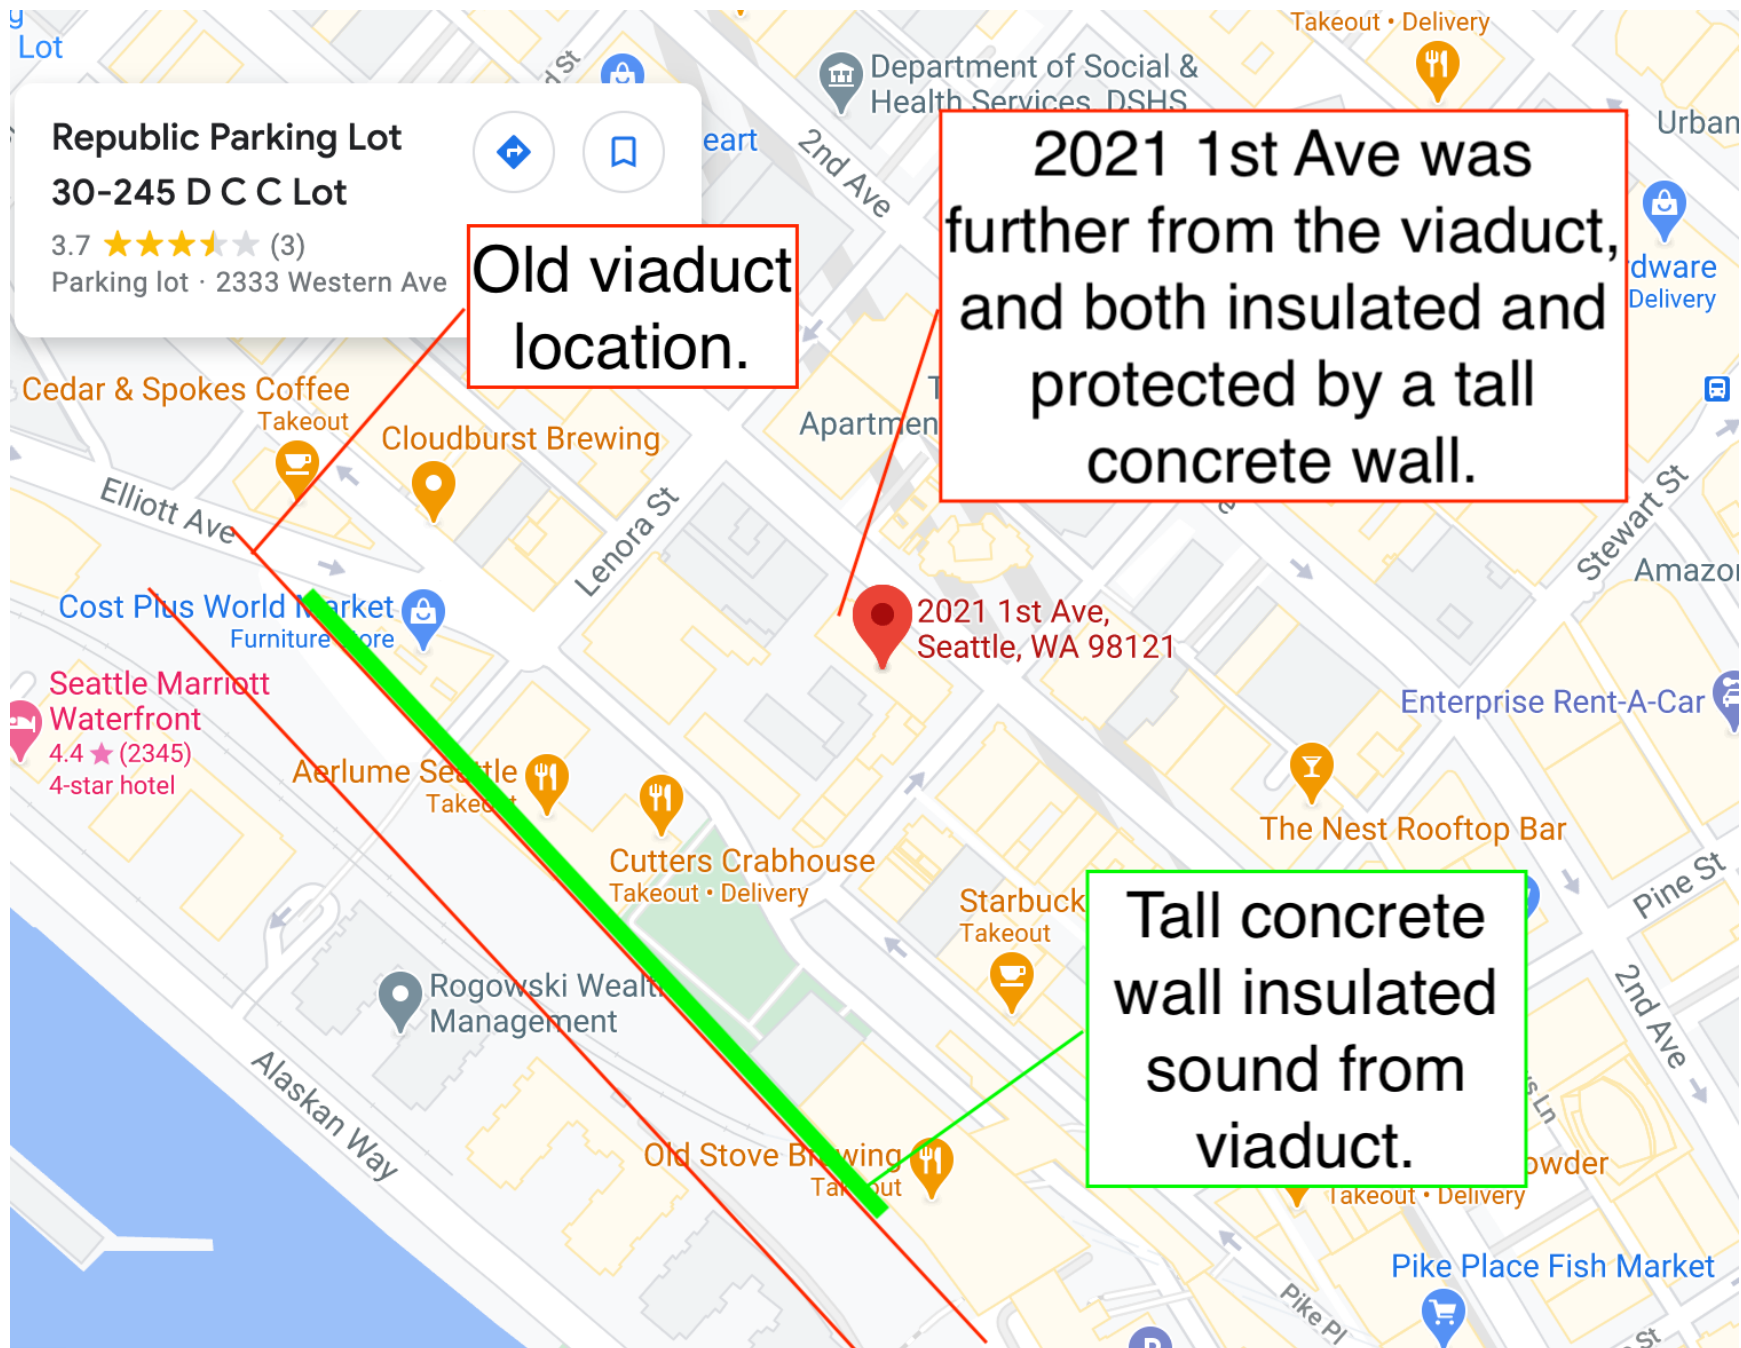 Lot
Takeout • Delivery
Department of Social &
Health Services, DSHS
Urban
Republic Parking Lot
30-245 D C C Lot
3.7 (3)
Parking lot · 2333 Western Ave
2nd Ave
2021 1st Ave was
further from the viaduct,
and both insulated and
protected by a tall
concrete wall.
Old viaduct
location.
Delivery
Cedar & Spokes Coffee
Takeout
Cloudburst Brewing
Elliott Ave
Lenora St
Stewart St
Cost Plus World Market
Furniture Store
2021 1st Ave,
Seattle, WA 98121
Seattle Marriott
Waterfront
4.4 ★ (2345)
4-star hotel
Enterprise Rent-A-Car
Aerlume Seattle
Takeout
The Nest Rooftop Bar
Cutters Crabhouse
Takeout • Delivery
Pine St
Starbuck
Takeout
Tall concrete
wall insulated
sound from
viaduct.
Rogowski Wealt
Management
2nd Ave
Alaskan Way
Old Stove Brewing
Takeout
Takeout • Delivery
Pike Place Fish Market
Pike Pl
St